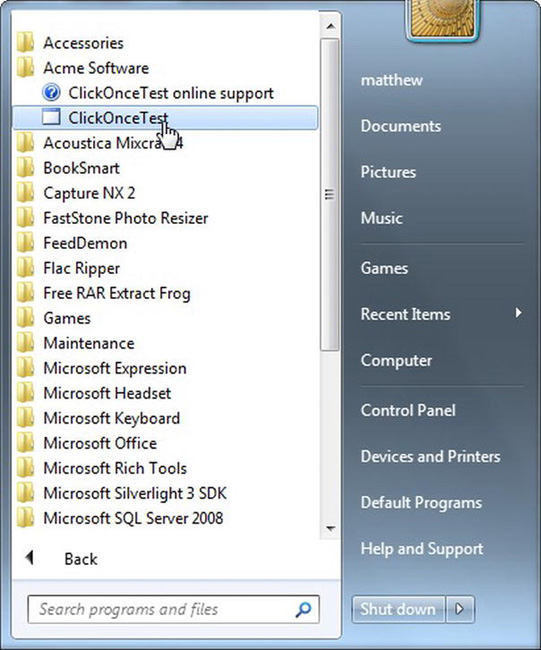 Accessories
Acme Software
ClickOnceTest online support
ClickOnceTest
Acoustica Mixcra 4
BookSmart
Capture NX 2
FastStone Photo Resizer
FeedDemon
Flac Ripper
Free RAR Extract Frog
Games
Maintenance
Microsoft Expression
Microsoft Headset
Microsoft Keyboard
Microsoft Office
Microsoft Rich Tools
Microsoft Silverlight 3 SDK
Microsoft SQL Server 2008
Back
Search programs and files
matthew
Documents
Pictures
Music
Games
Recent Items
Computer
Control Panel
Devices and Printers
Default Programs
Help and Support
Shut down